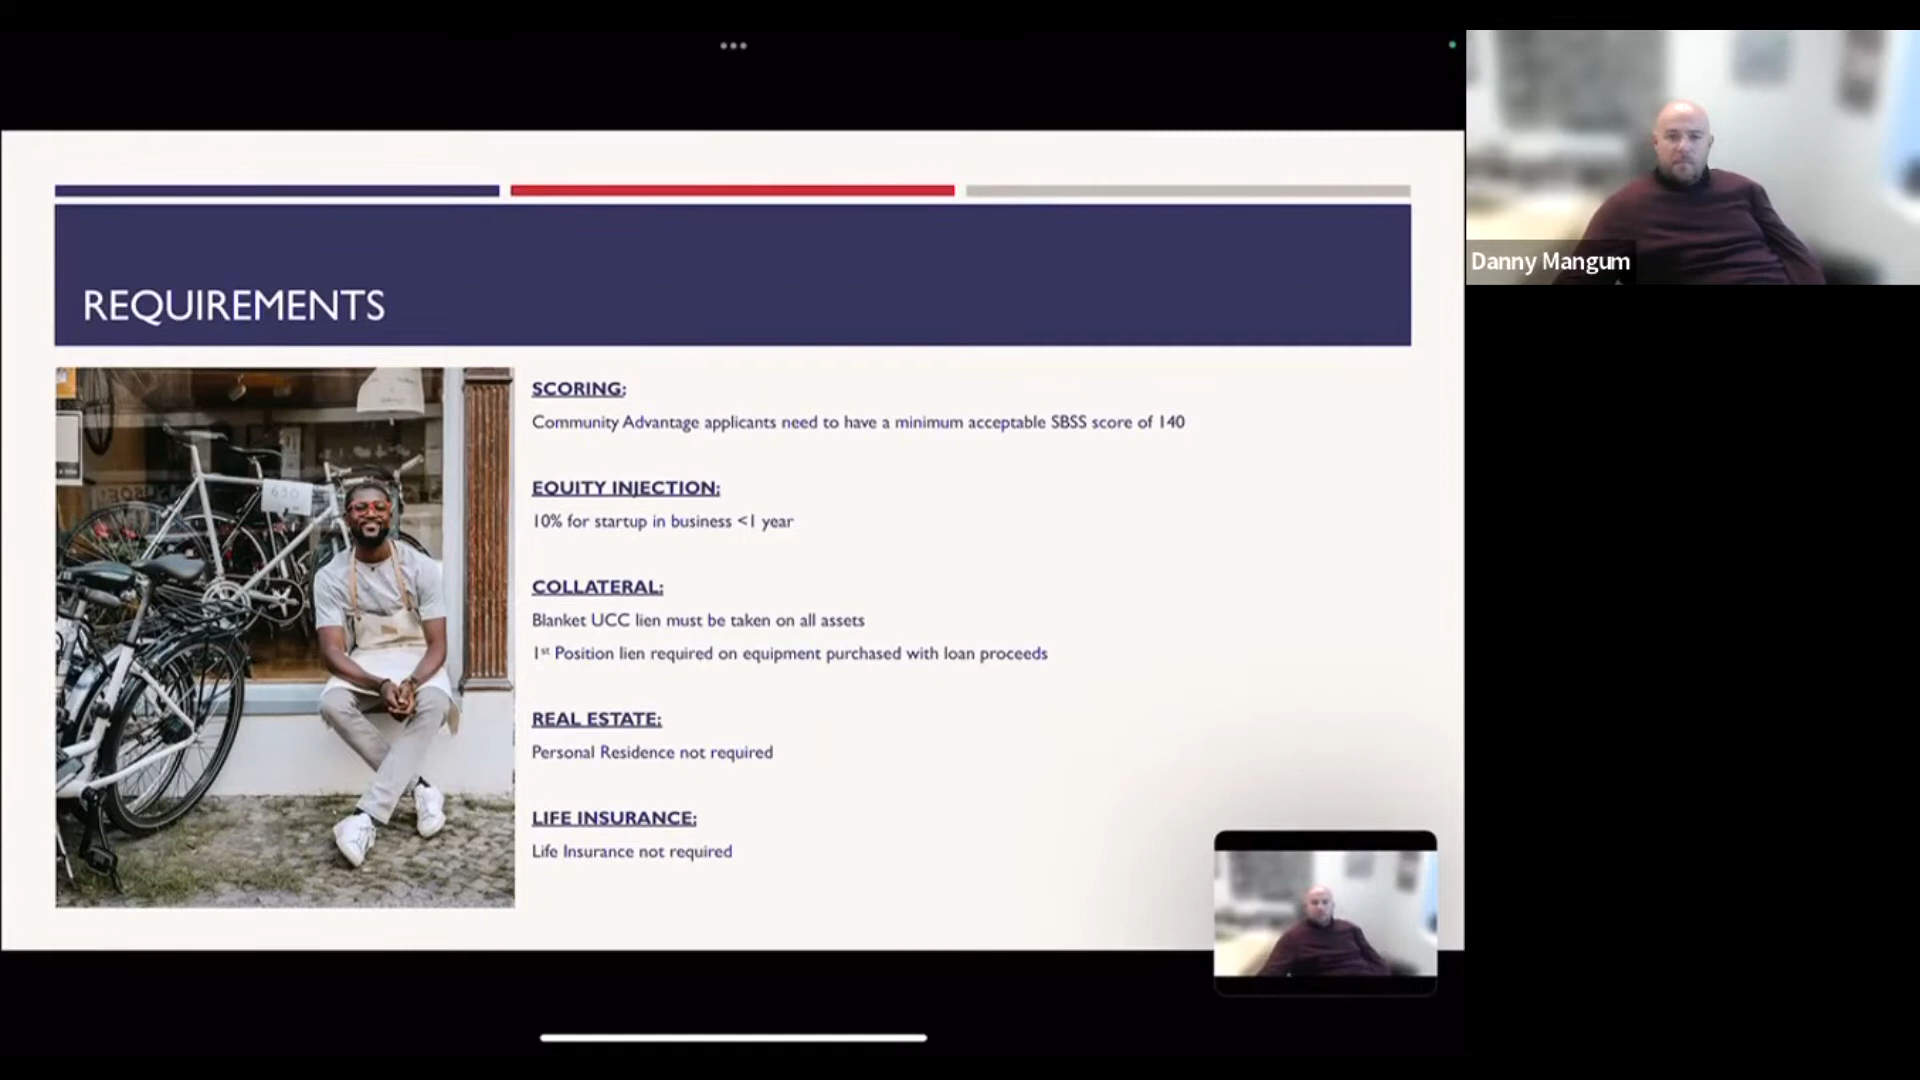 Danny Mangum
REQUIREMENTS
SCORING:
Community Advantage applicants need to have a minimum acceptable SBSS score of 140
EQUITY INJECTION:
10% for startup in business <1 year
COLLATERAL:
Blanket UCC lien must be taken on all assets
1st Position lien required on equipment purchased with loan proceeds
REAL ESTATE:
Personal Residence not required
LIFE INSURANCE:
Life Insurance not required